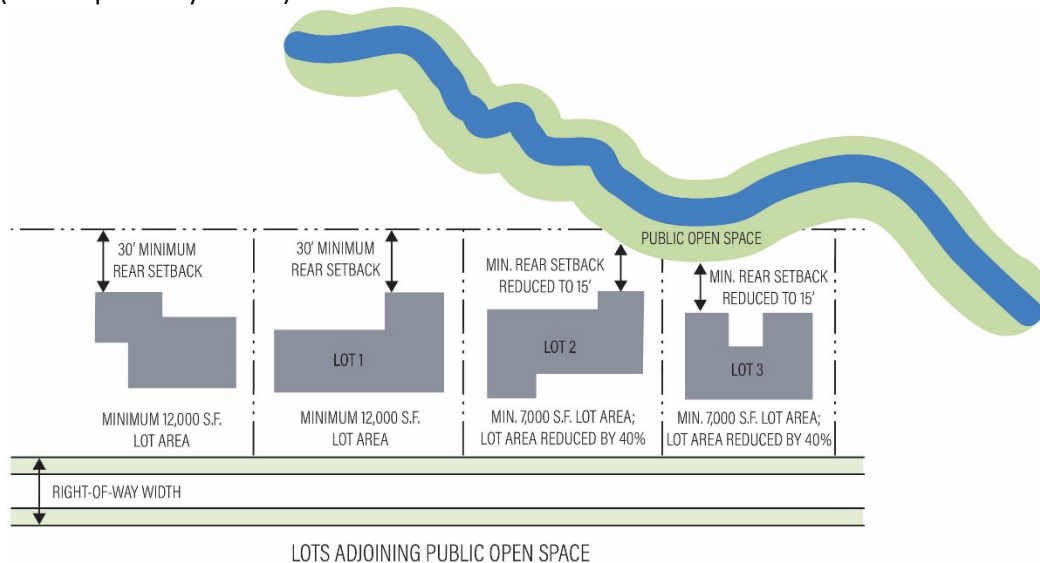 PUBLIC OPEN SPACE
30' MINIMUM
REAR SETBACK
30' MINIMUM
REAR SETBACK
MIN. REAR SETBACK
REDUCED TO 15'
MIN. REAR SETBACK
REDUCED TO 15'
LOT 1
LOT 2
LOT 3
MINIMUM 12,000 S.F.
LOT AREA
MINIMUM 12,000 S.F.
LOT AREA
MIN. 7,000 S.F. LOT AREA;
LOT AREA REDUCED BY 40%
MIN. 7,000 S.F. LOT AREA;
LOT AREA REDUCED BY 40%
RIGHT-OF-WAY WIDTH
LOTS ADJOINING PUBLIC OPEN SPACE